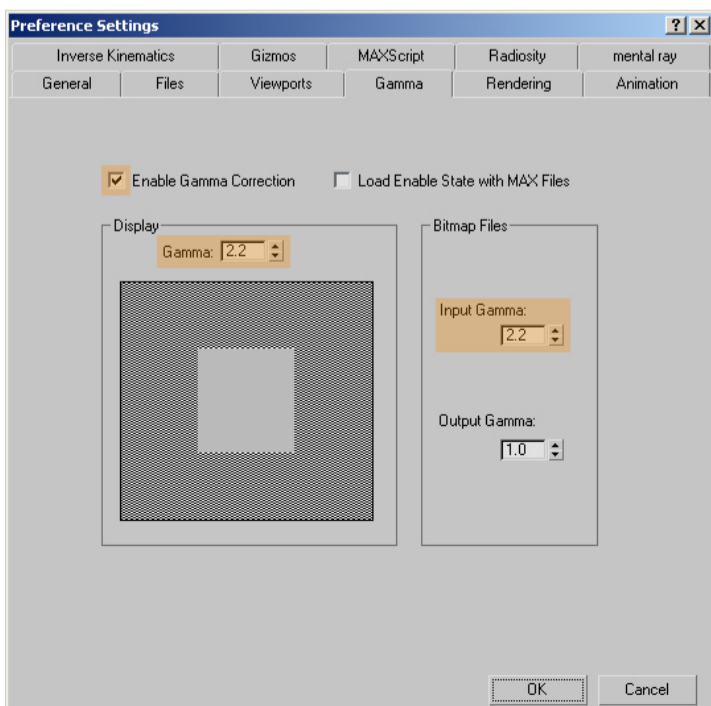 Preference Settings
Inverse Kinematics Gizmos MAXScript Radiosity mental ray
General Files Viewports Gamma Rendering Animation
Enable Gamma Correction Load Enable State with MAX Files
Display
Gamma: 2.2
Bitmap Files
Input Gamma:
2.2
Output Gamma:
1.0
OK Cancel